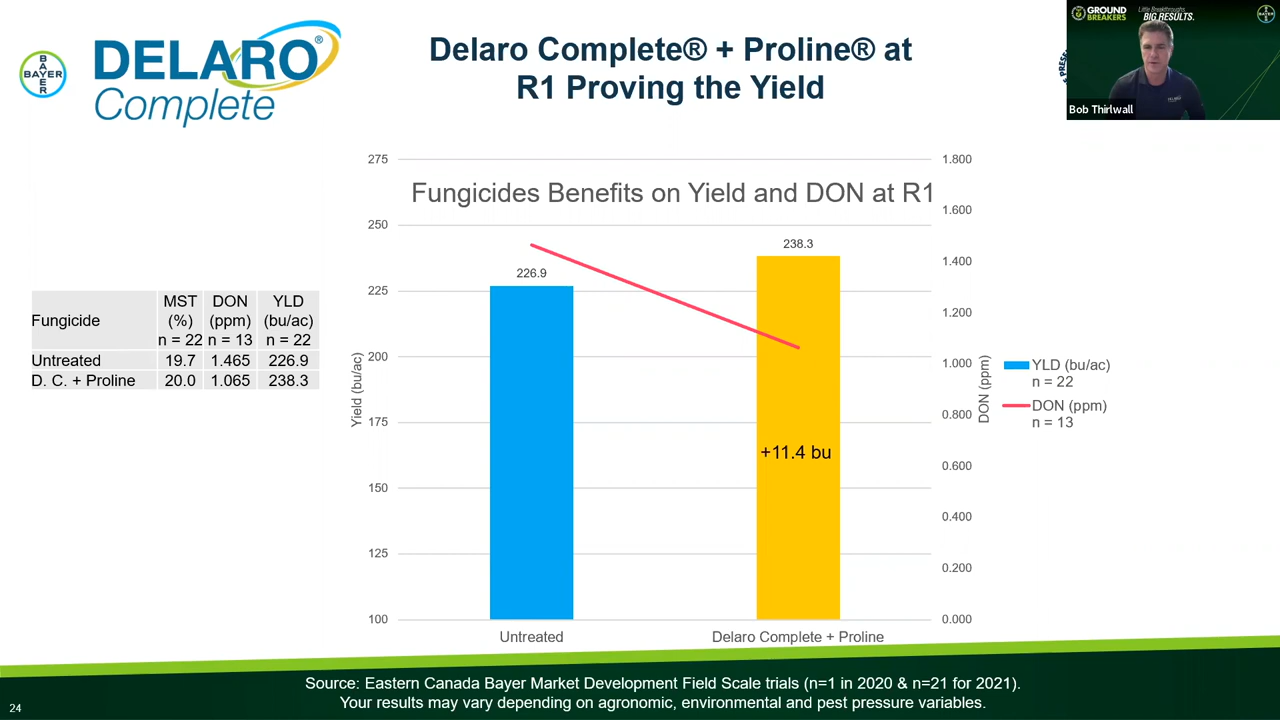 BAYER
BAYER
DELARO®
Complete
Delaro Complete® + Proline® at
R1 Proving the Yield
GROUND
BREAKERS
Little Breakthroughs.
BIG RESULTS.
Bob Thirlwall
Fungicides Benefits on Yield and DON at R1
Fungicide MST (%) n = 22 DON (ppm) n = 13 YLD (bu/ac) n = 22
Untreated 19.7 1.465 226.9
D. C. + Proline 20.0 1.065 238.3
Yield (bu/ac)
275
250
225
200
175
150
125
100
226.9
238.3
+11.4 bu
Untreated
Delaro Complete + Proline
1.800
1.600
1.400
1.200
1.000
0.800
0.600
0.400
0.200
0.000
DON (ppm)
YLD (bu/ac)
n = 22
DON (ppm)
n = 13
Source: Eastern Canada Bayer Market Development Field Scale trials (n=1 in 2020 & n=21 for 2021).
Your results may vary depending on agronomic, environmental and pest pressure variables.
24